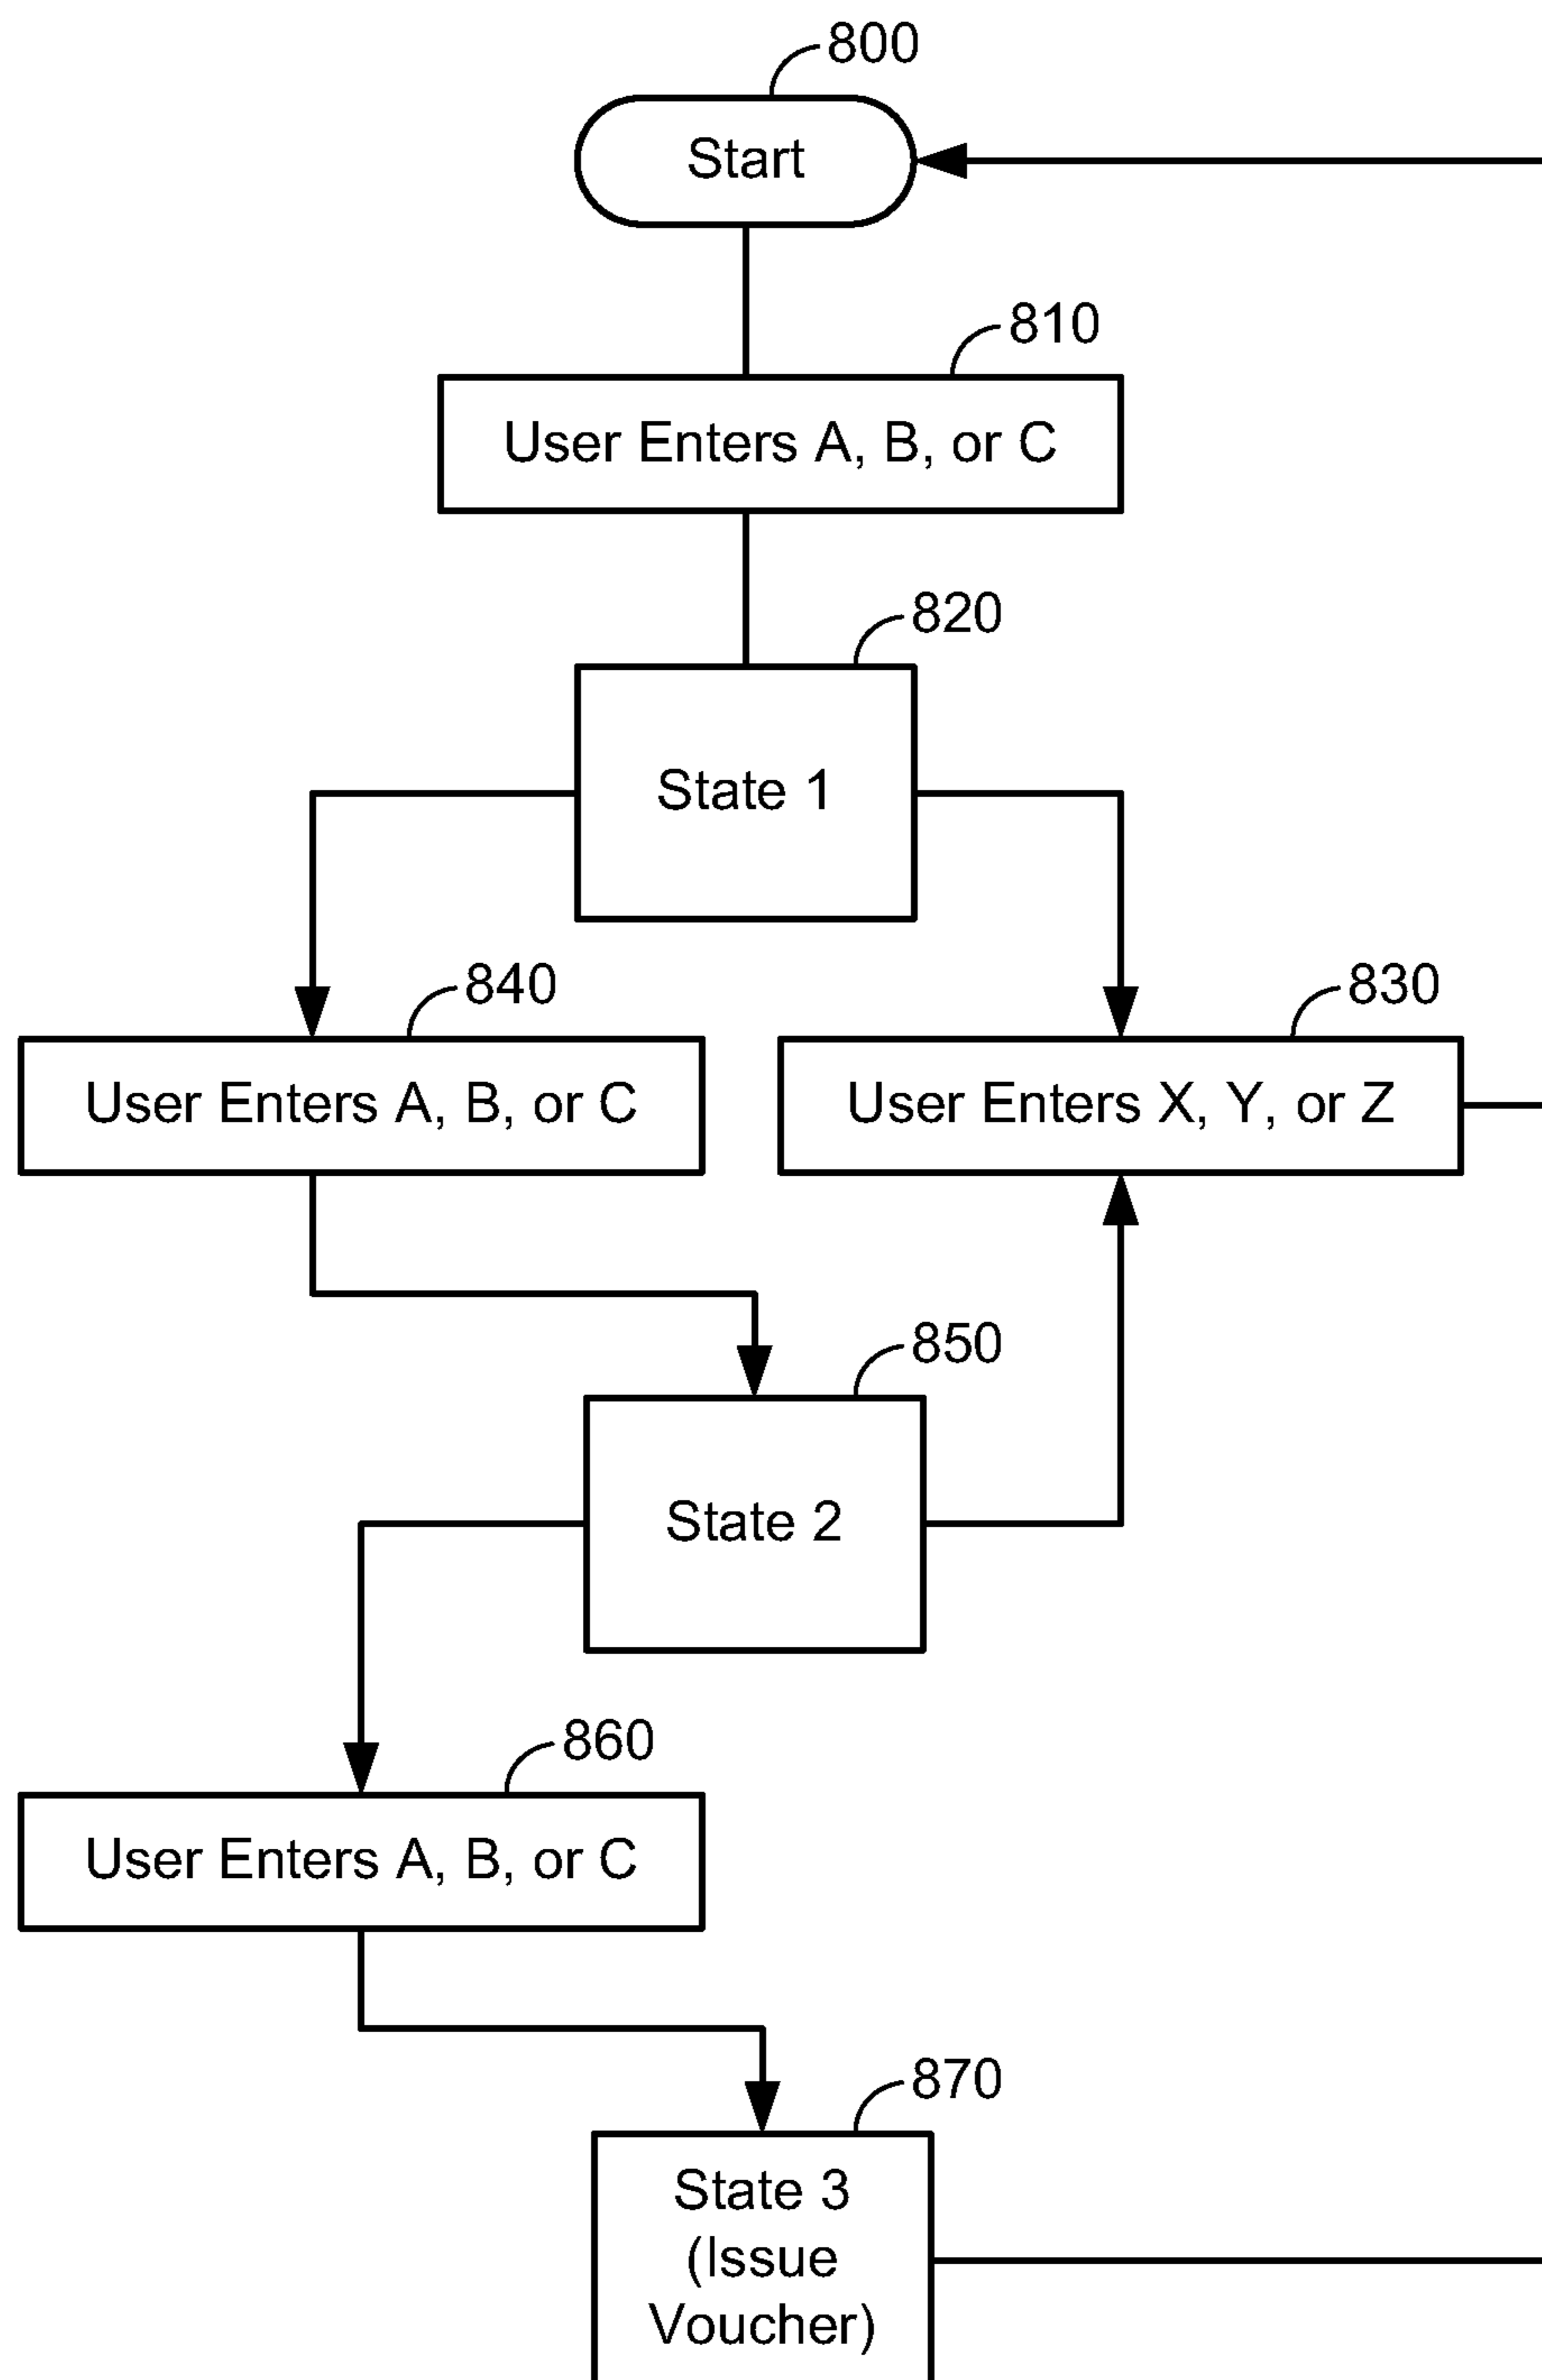 800
Start
810
User Enters A, B, or C
820
State 1
840
830
User Enters A, B, or C
User Enters X, Y, or Z
850
State 2
860
User Enters A, B, or C
870
State 3
(Issue
Voucher)